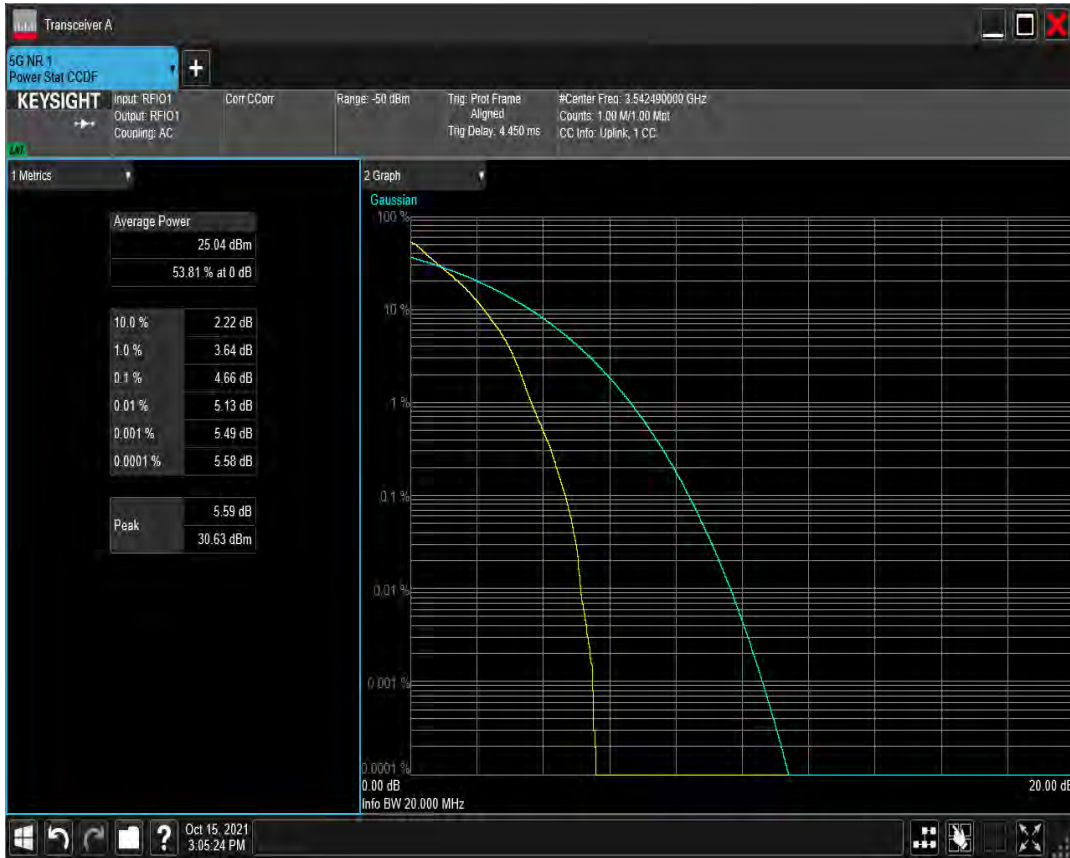 Transceiver A
5G NR 1
Power Stat CCDF
+
KEYSIGHT
Input: RFIO1
Output: RFIO1
Coupling: AC
Corr CCorr
Range: -50 dBm
Trig: Prot Frame
Aligned
Trig Delay: 4.450 ms
#Center Freq: 3.542490000 GHz
Counts: 1.00 M/1.00 Mpt
CC Info: Uplink, 1 CC
1 Metrics
Average Power
25.04 dBm
53.81 % at 0 dB
10.0 % 2.22 dB
1.0 % 3.64 dB
0.1 % 4.66 dB
0.01 % 5.13 dB
0.001 % 5.49 dB
0.0001 % 5.58 dB
Peak 5.59 dB
30.63 dBm
2 Graph
Gaussian
100 %
10 %
1 %
0.1 %
0.01 %
0.001 %
0.0001 %
0.00 dB
20.00 dB
Info BW 20.000 MHz
?
Oct 15, 2021
3:05:24 PM